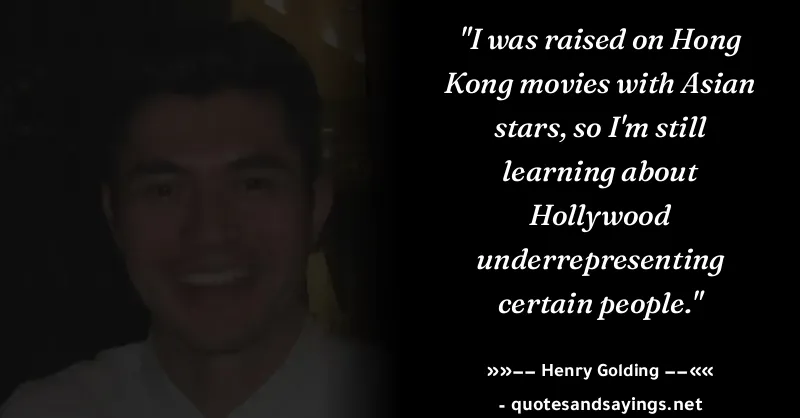 "I was raised on Hong
Kong movies with Asian
stars, so I'm still
learning about
Hollywood
underrepresenting
certain people."
»»–– Henry Golding ––««
- quotesandsayings.net